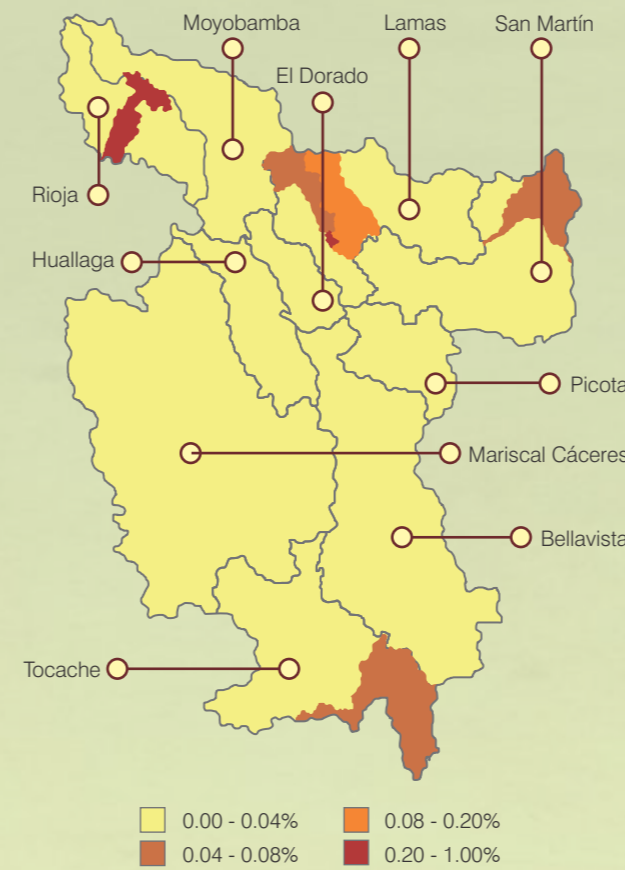 Moyobamba
Lamas
San Martín
El Dorado
Rioja
Huallaga
Picota
Mariscal Cáceres
Bellavista
Tocache
0.00 - 0.04%
0.08 - 0.20%
0.04 - 0.08%
0.20 - 1.00%